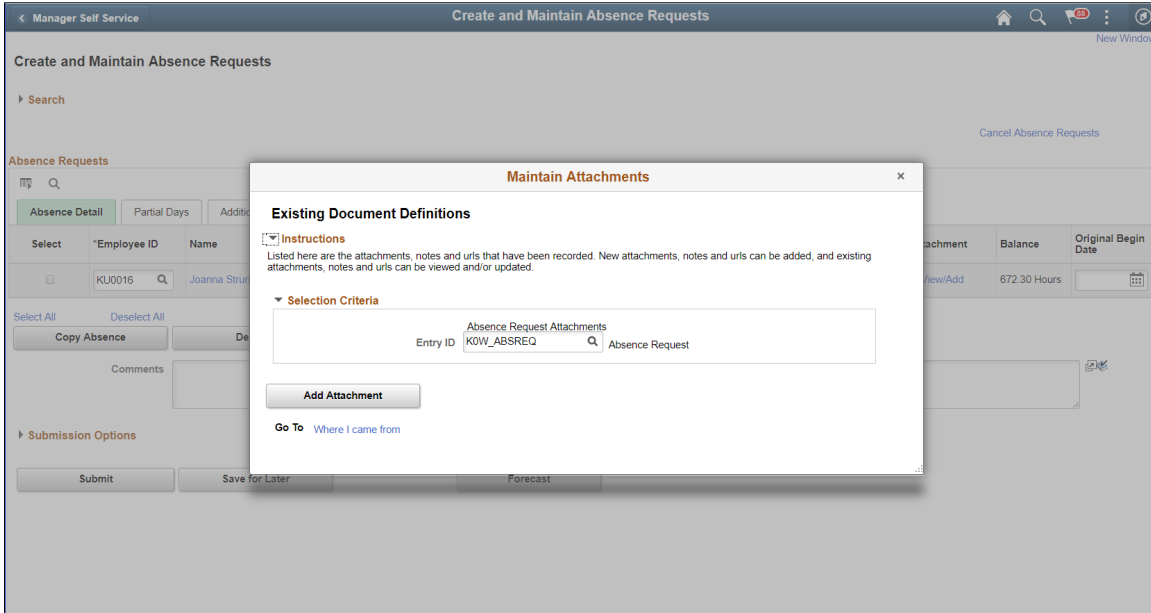 Manager Self Service
Create and Maintain Absence Requests
88
New Window
Create and Maintain Absence Requests
Search
Cancel Absence Requests
Absence Requests
Maintain Attachments
Absence Detail
Partial Days
Existing Document Definitions
Select
*Employee ID
Name
Instructions
Balance
Original Begin
Date
Listed here are the attachments, notes and urls that have been recorded. New attachments, notes and urls can be added, and existing
attachments, notes and urls can be viewed and/or updated.
KU0016
Joanna Strun
View/Add
672.30 Hours
Selection Criteria
Select All
Deselect All
Absence Request Attachments
Copy Absence
De
Entry ID
K0W_ABSREQ
Absence Request
Comments
Add Attachment
Go To
Where I came from
Submission Options
Submit
Save for Later
Forecast